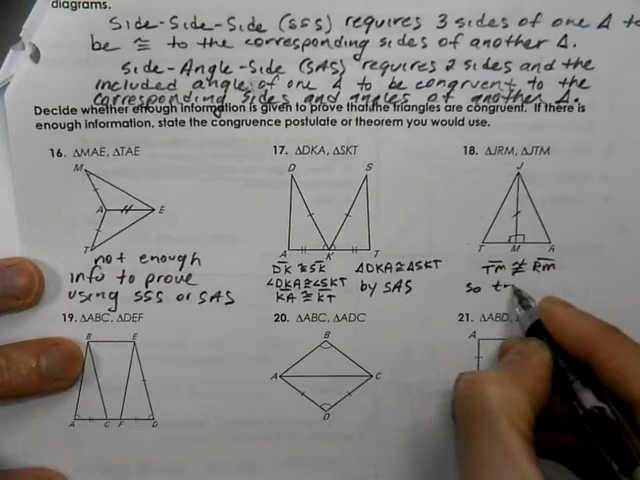 diagrams.
Side-Side-Side (SSS) requires 3 sides of one Δ to
be ≅ to the corresponding sides of another Δ.
Side-Angle-Side (SAS) requires 2 sides and the
included angles of one Δ to be congruent to the
corresponding sides and angles of another Δ.
Decide whether enough information is given to prove that the triangles are congruent. If there is
enough information, state the congruence postulate or theorem you would use.
16. ΔMAE, ΔTAE
17. ΔDKA, ΔSKT
18. ΔJRM, ΔJTM
M
A
E
T
D
S
A
K
T
J
T
M
R
not enough
info to prove
using SSS or SAS
DK ≅ SK
∠DKA ≅ ∠SKT
KA ≅ KT
ΔDKA ≅ ΔSKT
by SAS
TM ≇ RM
so tr
19. ΔABC, ΔDEF
20. ΔABC, ΔADC
21. ΔABD,
B
E
A
C
F
D
B
A
C
D
A